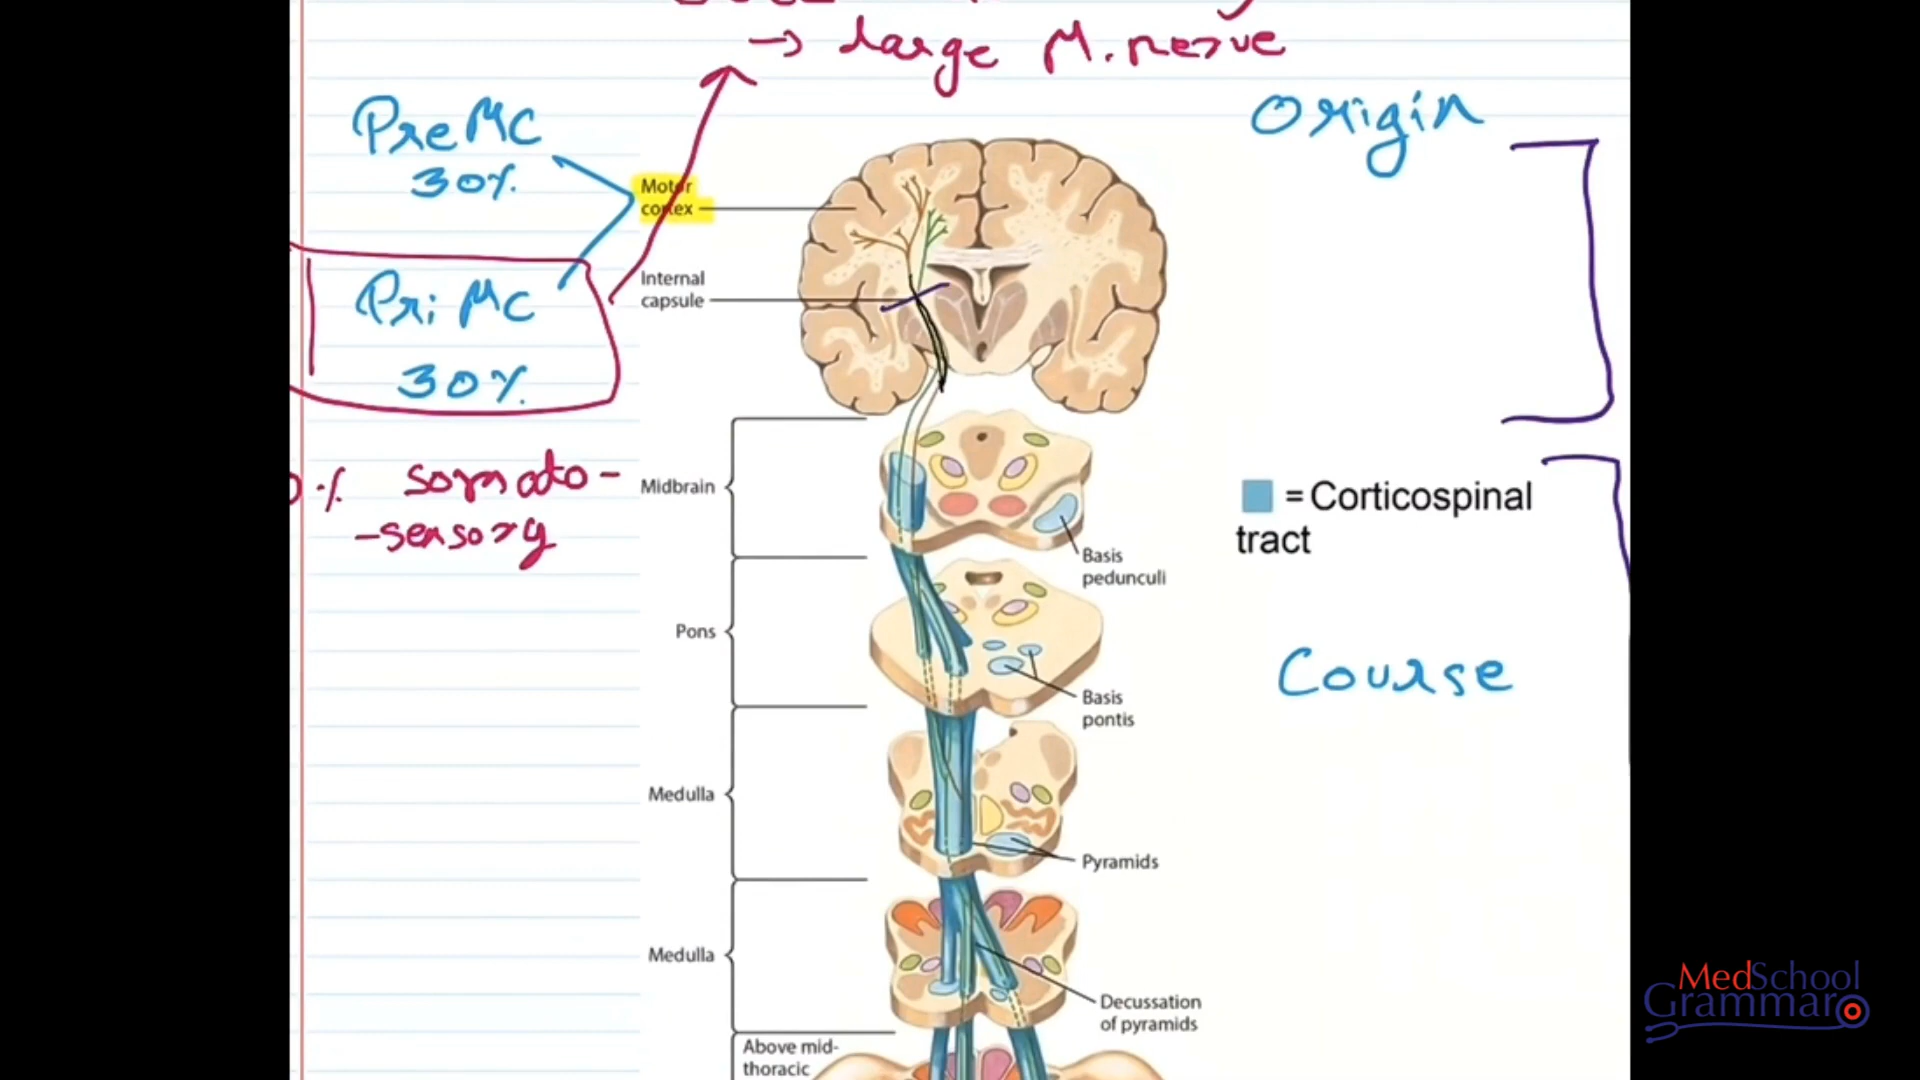 → large M. nerve
PreMC
30%
Origin
Motor
cortex
Internal
capsule
Pri MC
30%
% somato-
-sensory
Midbrain
= Corticospinal
tract
Basis
pedunculi
Pons
Course
Basis
pontis
Medulla
Pyramids
Medulla
Decussation
of pyramids
Above mid-
thoracic
MedSchool
Grammar